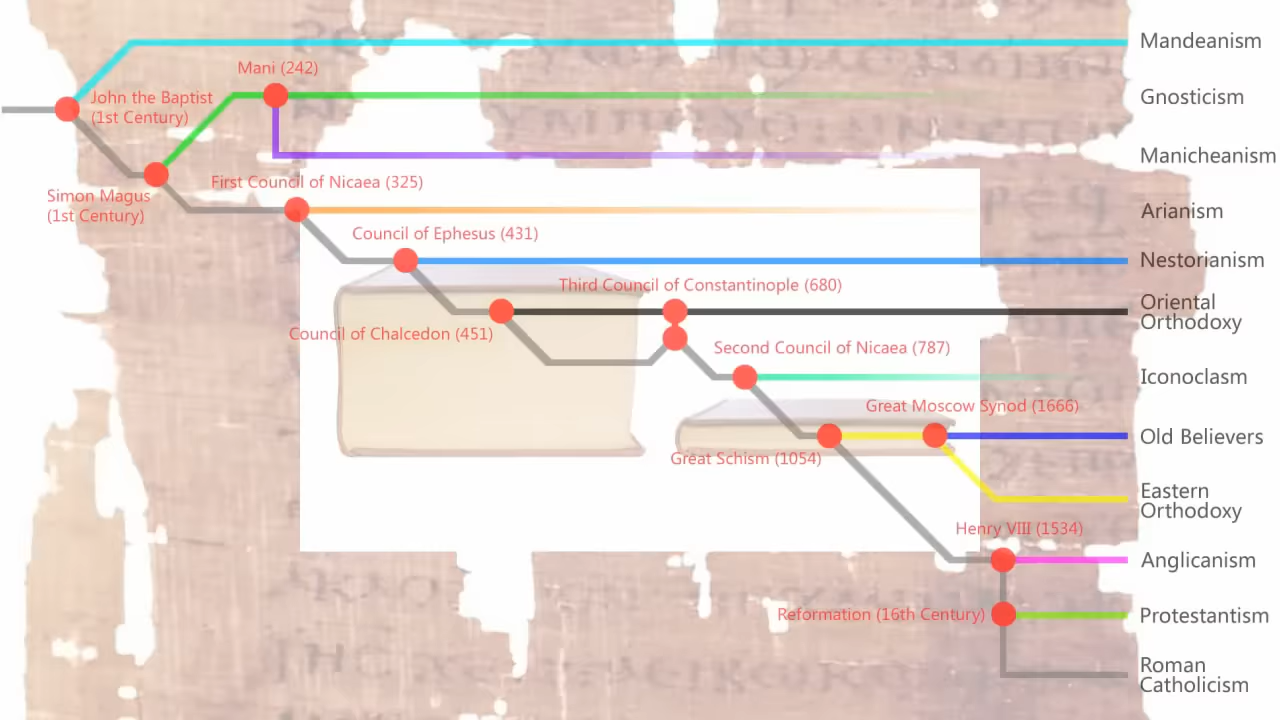 Mandeanism
Mani (242)
John the Baptist
(1st Century)
Gnosticism
Manicheanism
Simon Magus
(1st Century)
First Council of Nicaea (325)
Arianism
Council of Ephesus (431)
Nestorianism
Third Council of Constantinople (680)
Oriental
Orthodoxy
Council of Chalcedon (451)
Second Council of Nicaea (787)
Iconoclasm
Great Moscow Synod (1666)
Old Believers
Great Schism (1054)
Eastern
Orthodoxy
Henry VIII (1534)
Anglicanism
Reformation (16th Century)
Protestantism
Roman
Catholicism